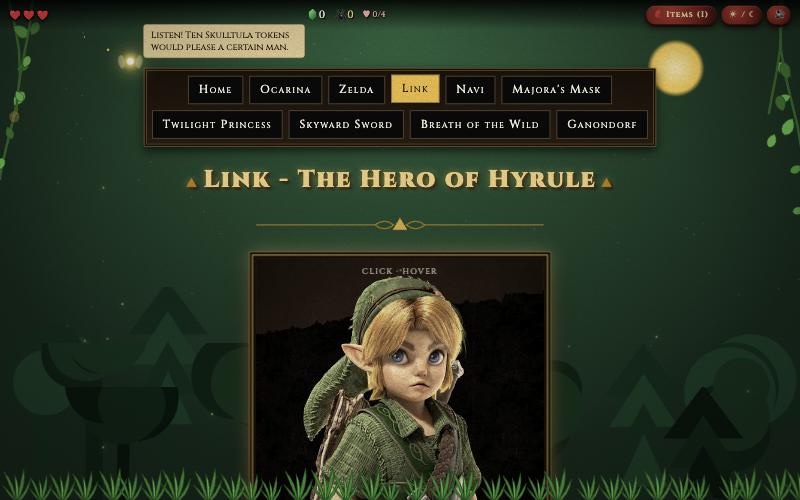 0 0 0/4 Items (1) ☀ / ☾
Listen! Ten Skulltula tokens
would please a certain man.
Home Ocarina Zelda Link Navi Majora's Mask
Twilight Princess Skyward Sword Breath of the Wild Ganondorf
Link - The Hero of Hyrule
CLICK · HOVER